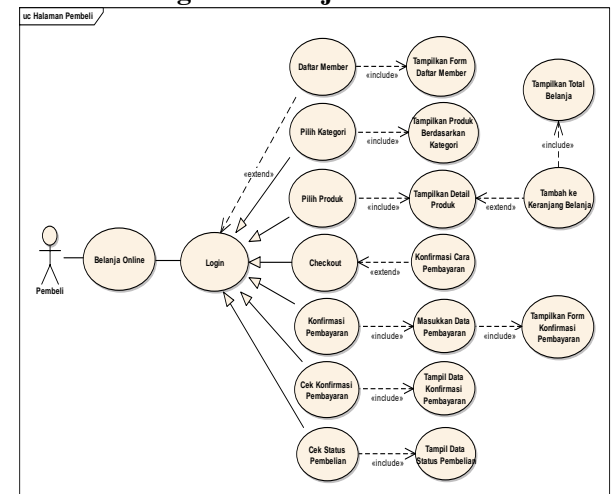 uc Halaman Pembeli
Daftar Member
«include»
Tampilkan Form
Daftar Member
Tampilkan Total
Belanja
Pilih Kategori
«include»
Tampilkan Produk
Berdasarkan
Kategori
«include»
«extend»
Pilih Produk
«include»
Tampilkan Detail
Produk
«extend»
Tambah ke
Keranjang Belanja
Pembeli
Belanja Online
Login
Checkout
«extend»
Konfirmasi Cara
Pembayaran
Konfirmasi
Pembayaran
«include»
Masukkan Data
Pembayaran
«include»
Tampilkan Form
Konfirmasi
Pembayaran
Cek Konfirmasi
Pembayaran
«include»
Tampil Data
Konfirmasi
Pembayaran
Cek Status
Pembelian
«include»
Tampil Data
Status Pembelian